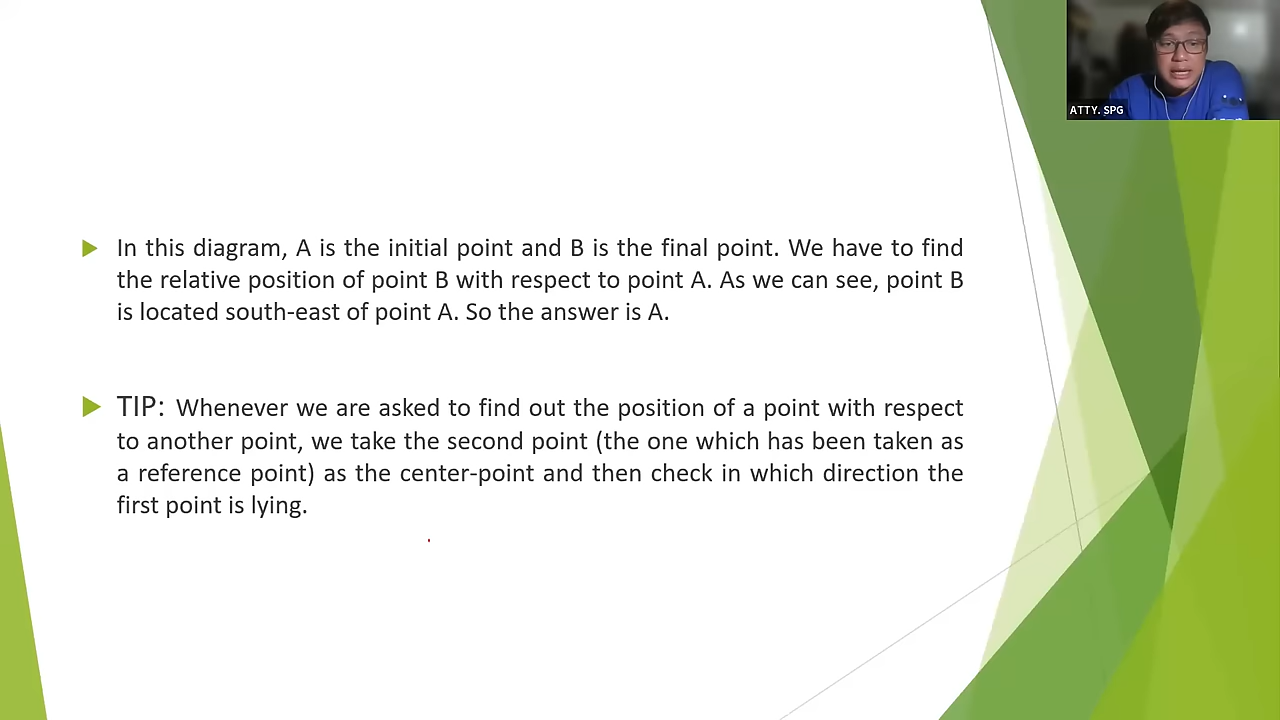 ATTY. SPG
In this diagram, A is the initial point and B is the final point. We have to find
the relative position of point B with respect to point A. As we can see, point B
is located south-east of point A. So the answer is A.
TIP: Whenever we are asked to find out the position of a point with respect
to another point, we take the second point (the one which has been taken as
a reference point) as the center-point and then check in which direction the
first point is lying.